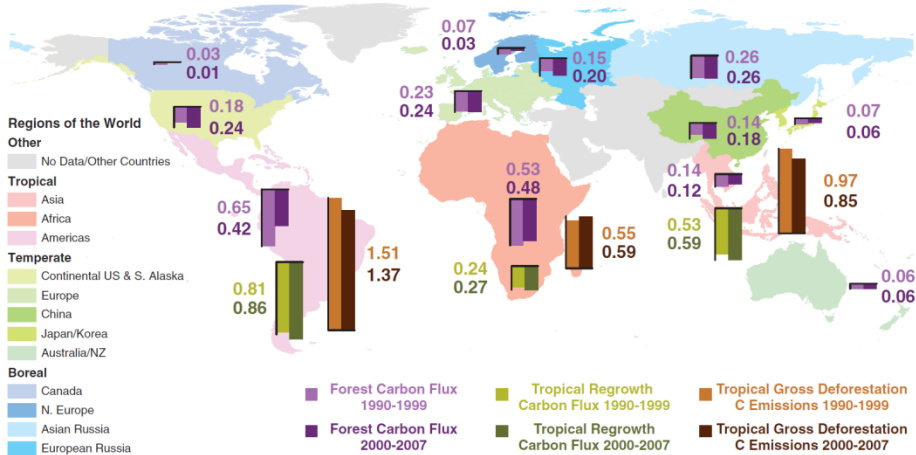 0.03
0.01
0.18
0.24
0.07
0.03
0.15
0.20
0.23
0.24
0.26
0.26
0.14
0.18
0.07
0.06
0.14
0.12
0.97
0.85
0.53
0.59
0.53
0.48
0.55
0.59
0.24
0.27
0.65
0.42
1.51
1.37
0.81
0.86
0.06
0.06
Regions of the World
Other
No Data/Other Countries
Tropical
Asia
Africa
Americas
Temperate
Continental US & S. Alaska
Europe
China
Japan/Korea
Australia/NZ
Boreal
Canada
N. Europe
Asian Russia
European Russia
Forest Carbon Flux
1990-1999
Forest Carbon Flux
2000-2007
Tropical Regrowth
Carbon Flux 1990-1999
Tropical Regrowth
Carbon Flux 2000-2007
Tropical Gross Deforestation
C Emissions 1990-1999
Tropical Gross Deforestation
C Emissions 2000-2007